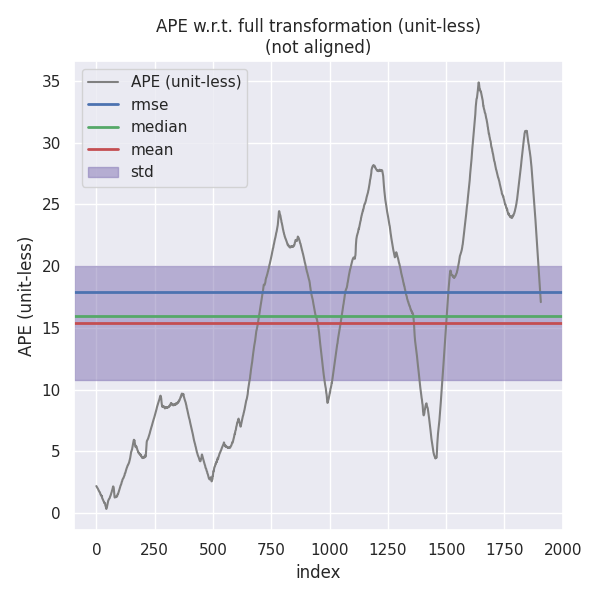 APE w.r.t. full transformation (unit-less)
(not aligned)
APE (unit-less)
rmse
median
mean
std
APE (unit-less)
35
30
25
20
15
10
5
0
0 250 500 750 1000 1250 1500 1750 2000
index